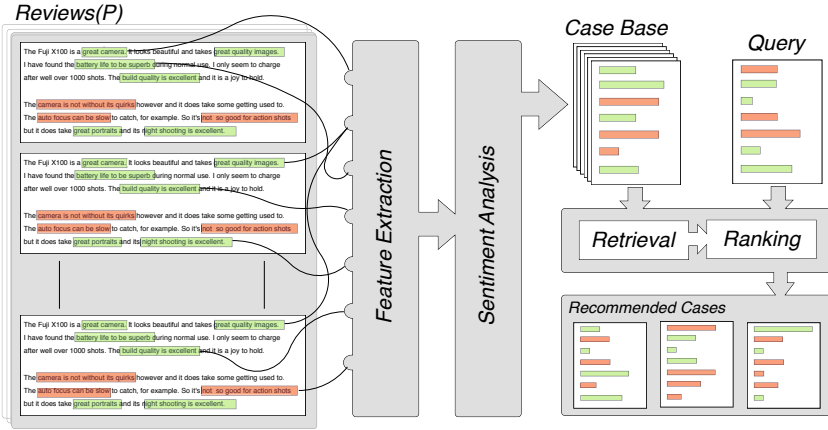 Reviews(P)
The Fuji X100 is a great camera. It looks beautiful and takes great quality images.
I have found the battery life to be superb during normal use. I only seem to charge
after well over 1000 shots. The build quality is excellent and it is a joy to hold.
The camera is not without its quirks however and it does take some getting used to.
The auto focus can be slow to catch, for example. So it's not so good for action shots
but it does take great portraits and its night shooting is excellent.
The Fuji X100 is a great camera. It looks beautiful and takes great quality images.
I have found the battery life to be superb during normal use. I only seem to charge
after well over 1000 shots. The build quality is excellent and it is a joy to hold.
The camera is not without its quirks however and it does take some getting used to.
The auto focus can be slow to catch, for example. So it's not so good for action shots
but it does take great portraits and its night shooting is excellent.
The Fuji X100 is a great camera. It looks beautiful and takes great quality images.
I have found the battery life to be superb during normal use. I only seem to charge
after well over 1000 shots. The build quality is excellent and it is a joy to hold.
The camera is not without its quirks however and it does take some getting used to.
The auto focus can be slow to catch, for example. So it's not so good for action shots
but it does take great portraits and its night shooting is excellent.
Feature Extraction
Sentiment Analysis
Case Base
Query
Retrieval
Ranking
Recommended Cases